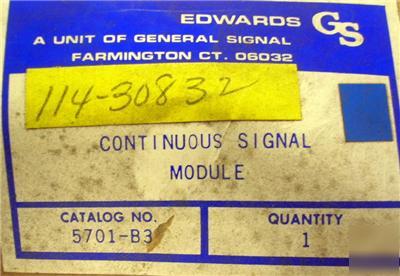 EDWARDS GS
A UNIT OF GENERAL SIGNAL
FARMINGTON CT. 06032
114-30832
CONTINUOUS SIGNAL
MODULE
CATALOG NO. QUANTITY
5701-B3 1